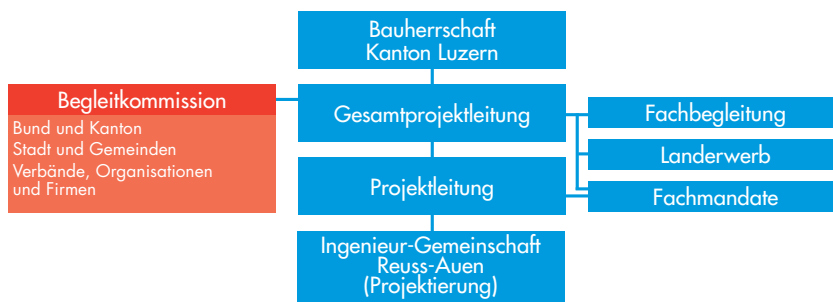 Bauherrschaft
Kanton Luzern
Begleitkommission
Bund und Kanton
Stadt und Gemeinden
Verbände, Organisationen
und Firmen
Gesamtprojektleitung
Fachbegleitung
Landerwerb
Projektleitung
Fachmandate
Ingenieur-Gemeinschaft
Reuss-Auen
(Projektierung)